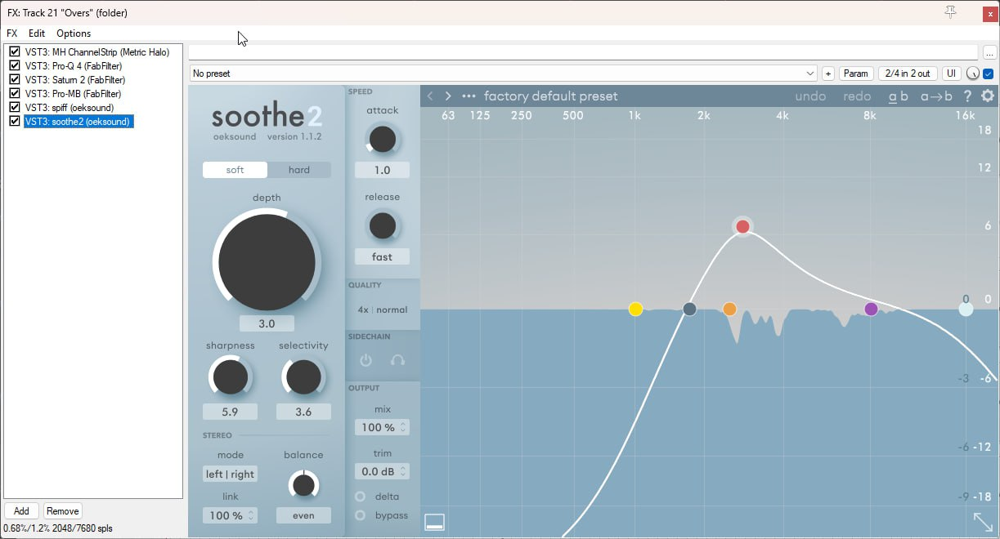 FX: Track 21 "Overs" (folder)
x
FX Edit Options
VST3: MH ChannelStrip (Metric Halo)
VST3: Pro-Q 4 (FabFilter)
VST3: Saturn 2 (FabFilter)
VST3: Pro-MB (FabFilter)
VST3: spiff (oeksound)
VST3: soothe2 (oeksound)
Add Remove
0.68%/1.2% 2048/7680 spls
...
No preset + Param 2/4 in 2 out UI
soothe2
oeksound version 1.1.2
soft hard
depth
3.0
sharpness selectivity
5.9 3.6
STEREO
mode balance
left | right
link
100 % even
SPEED
attack
1.0
release
fast
QUALITY
4x | normal
SIDECHAIN
OUTPUT
mix
100 %
trim
0.0 dB
delta
bypass
< > ••• factory default preset undo redo a b a→b ?
63 125 250 500 1k 2k 4k 8k 16k
18
12
6
0 0
-3 -6
-6 -12
-9 -18